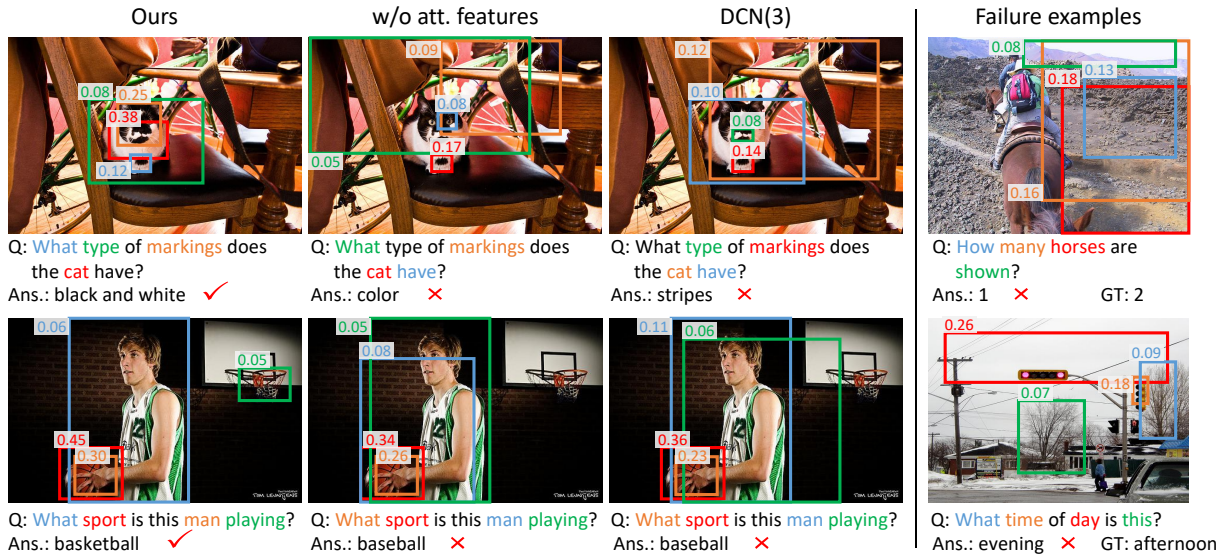 Ours
w/o att. features
DCN(3)
Failure examples
0.08
0.25
0.38
0.12
Q: What type of markings does
the cat have?
Ans.: black and white ✓
0.09
0.08
0.17
0.05
Q: What type of markings does
the cat have?
Ans.: color ×
0.12
0.10
0.08
0.14
Q: What type of markings does
the cat have?
Ans.: stripes ×
0.08
0.18
0.13
0.16
Q: How many horses are
shown?
Ans.: 1 × GT: 2
0.06
0.05
0.45
0.30
TOM LENNTJENS
Q: What sport is this man playing?
Ans.: basketball ✓
0.05
0.08
0.34
0.26
TOM LENNTJENS
Q: What sport is this man playing?
Ans.: baseball ×
0.11
0.06
0.36
0.23
TOM LENNTJENS
Q: What sport is this man playing?
Ans.: baseball ×
0.26
0.09
0.18
0.07
Q: What time of day is this?
Ans.: evening × GT: afternoon